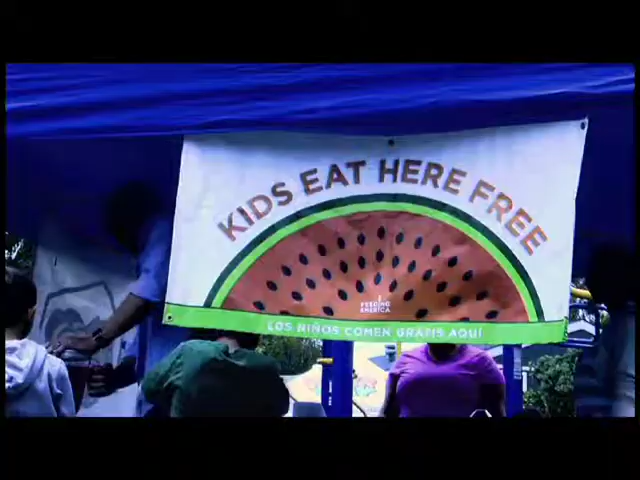 KIDS EAT HERE FREE
FEEDING
AMERICA
LOS NIÑOS COMEN GRATIS AQUÍ